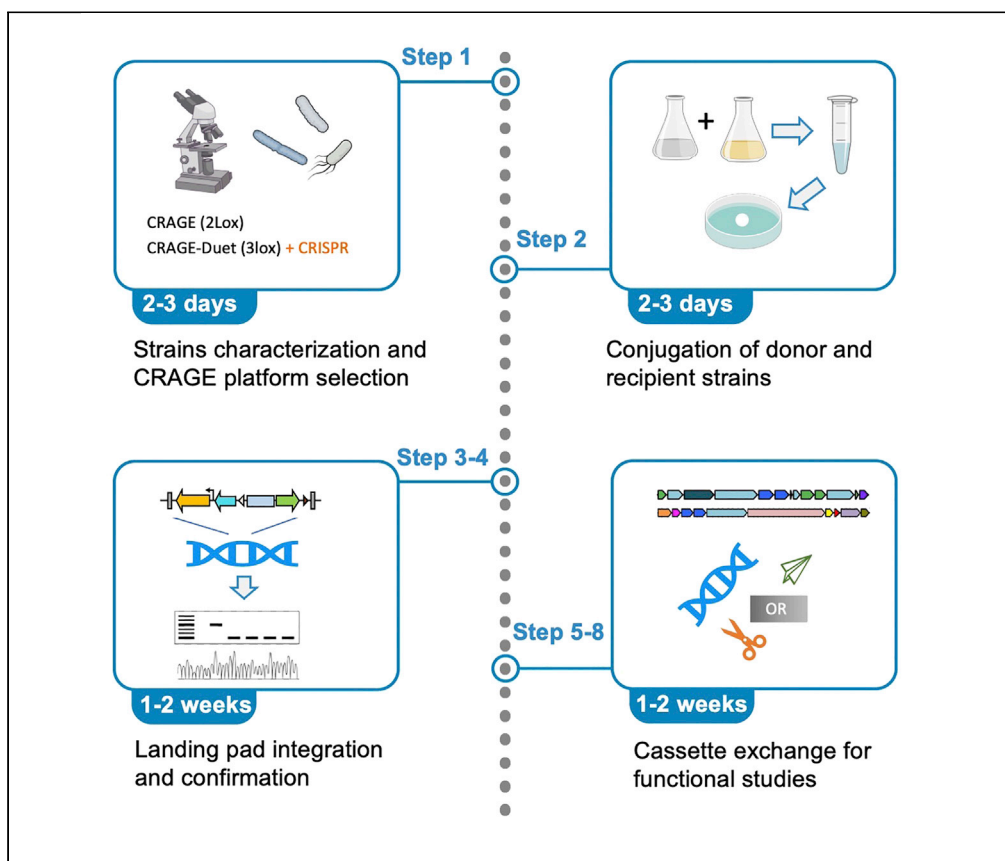 Step 1
CRAGE (2Lox)
CRAGE-Duet (3lox) + CRISPR
2-3 days
Strains characterization and
CRAGE platform selection
+
Step 2
2-3 days
Conjugation of donor and
recipient strains
Step 3-4
1-2 weeks
Landing pad integration
and confirmation
OR
Step 5-8
1-2 weeks
Cassette exchange for
functional studies